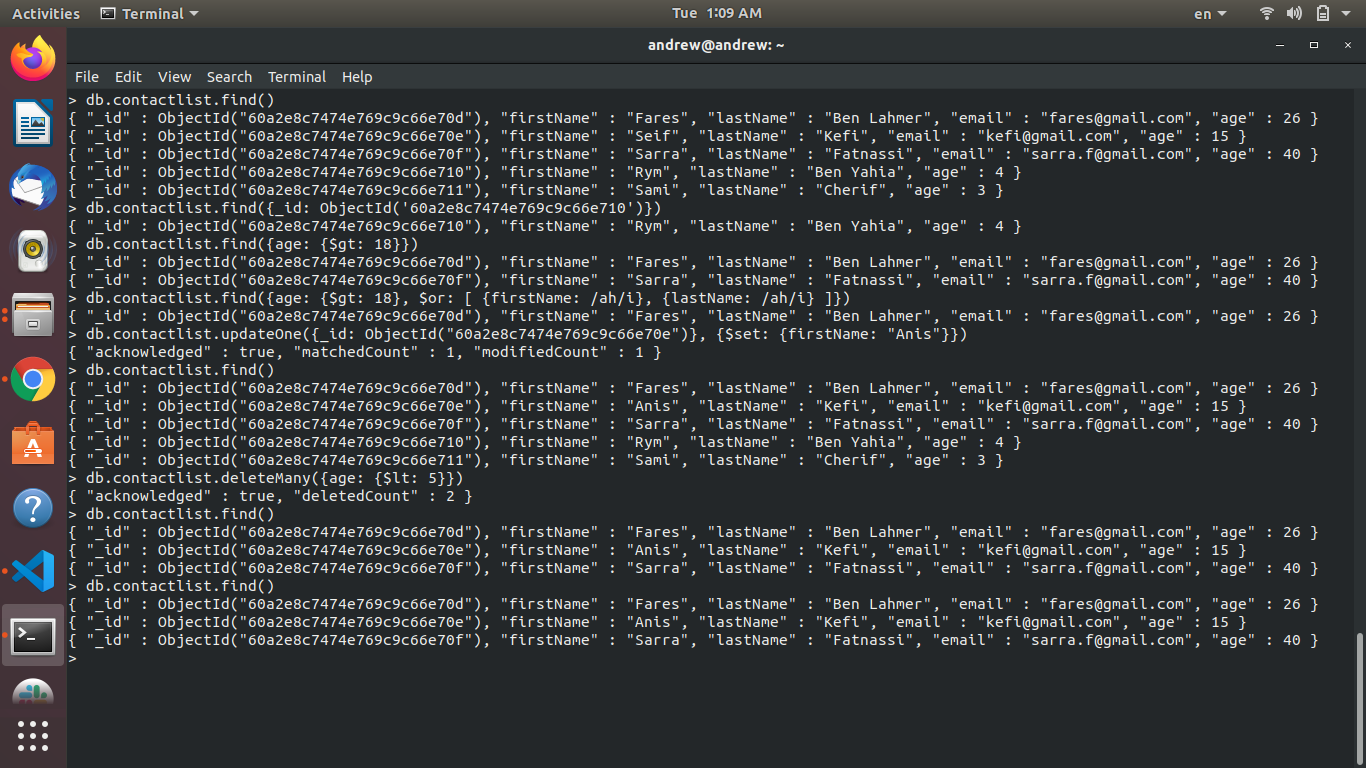 Activities Terminal Tue 1:09 AM en
andrew@andrew: ~
File Edit View Search Terminal Help
> db.contactlist.find()
{ "_id" : ObjectId("60a2e8c7474e769c9c66e70d"), "firstName" : "Fares", "lastName" : "Ben Lahmer", "email" : "fares@gmail.com", "age" : 26 }
{ "_id" : ObjectId("60a2e8c7474e769c9c66e70e"), "firstName" : "Seif", "lastName" : "Kefi", "email" : "kefi@gmail.com", "age" : 15 }
{ "_id" : ObjectId("60a2e8c7474e769c9c66e70f"), "firstName" : "Sarra", "lastName" : "Fatnassi", "email" : "sarra.f@gmail.com", "age" : 40 }
{ "_id" : ObjectId("60a2e8c7474e769c9c66e710"), "firstName" : "Rym", "lastName" : "Ben Yahia", "age" : 4 }
{ "_id" : ObjectId("60a2e8c7474e769c9c66e711"), "firstName" : "Sami", "lastName" : "Cherif", "age" : 3 }
> db.contactlist.find({_id: ObjectId('60a2e8c7474e769c9c66e710')})
{ "_id" : ObjectId("60a2e8c7474e769c9c66e710"), "firstName" : "Rym", "lastName" : "Ben Yahia", "age" : 4 }
> db.contactlist.find({age: {$gt: 18}})
{ "_id" : ObjectId("60a2e8c7474e769c9c66e70d"), "firstName" : "Fares", "lastName" : "Ben Lahmer", "email" : "fares@gmail.com", "age" : 26 }
{ "_id" : ObjectId("60a2e8c7474e769c9c66e70f"), "firstName" : "Sarra", "lastName" : "Fatnassi", "email" : "sarra.f@gmail.com", "age" : 40 }
> db.contactlist.find({age: {$gt: 18}, $or: [ {firstName: /ah/i}, {lastName: /ah/i} ]})
{ "_id" : ObjectId("60a2e8c7474e769c9c66e70d"), "firstName" : "Fares", "lastName" : "Ben Lahmer", "email" : "fares@gmail.com", "age" : 26 }
> db.contactlist.updateOne({_id: ObjectId("60a2e8c7474e769c9c66e70e")}, {$set: {firstName: "Anis"}})
{ "acknowledged" : true, "matchedCount" : 1, "modifiedCount" : 1 }
> db.contactlist.find()
{ "_id" : ObjectId("60a2e8c7474e769c9c66e70d"), "firstName" : "Fares", "lastName" : "Ben Lahmer", "email" : "fares@gmail.com", "age" : 26 }
{ "_id" : ObjectId("60a2e8c7474e769c9c66e70e"), "firstName" : "Anis", "lastName" : "Kefi", "email" : "kefi@gmail.com", "age" : 15 }
{ "_id" : ObjectId("60a2e8c7474e769c9c66e70f"), "firstName" : "Sarra", "lastName" : "Fatnassi", "email" : "sarra.f@gmail.com", "age" : 40 }
{ "_id" : ObjectId("60a2e8c7474e769c9c66e710"), "firstName" : "Rym", "lastName" : "Ben Yahia", "age" : 4 }
{ "_id" : ObjectId("60a2e8c7474e769c9c66e711"), "firstName" : "Sami", "lastName" : "Cherif", "age" : 3 }
> db.contactlist.deleteMany({age: {$lt: 5}})
{ "acknowledged" : true, "deletedCount" : 2 }
> db.contactlist.find()
{ "_id" : ObjectId("60a2e8c7474e769c9c66e70d"), "firstName" : "Fares", "lastName" : "Ben Lahmer", "email" : "fares@gmail.com", "age" : 26 }
{ "_id" : ObjectId("60a2e8c7474e769c9c66e70e"), "firstName" : "Anis", "lastName" : "Kefi", "email" : "kefi@gmail.com", "age" : 15 }
{ "_id" : ObjectId("60a2e8c7474e769c9c66e70f"), "firstName" : "Sarra", "lastName" : "Fatnassi", "email" : "sarra.f@gmail.com", "age" : 40 }
> db.contactlist.find()
{ "_id" : ObjectId("60a2e8c7474e769c9c66e70d"), "firstName" : "Fares", "lastName" : "Ben Lahmer", "email" : "fares@gmail.com", "age" : 26 }
{ "_id" : ObjectId("60a2e8c7474e769c9c66e70e"), "firstName" : "Anis", "lastName" : "Kefi", "email" : "kefi@gmail.com", "age" : 15 }
{ "_id" : ObjectId("60a2e8c7474e769c9c66e70f"), "firstName" : "Sarra", "lastName" : "Fatnassi", "email" : "sarra.f@gmail.com", "age" : 40 }
>